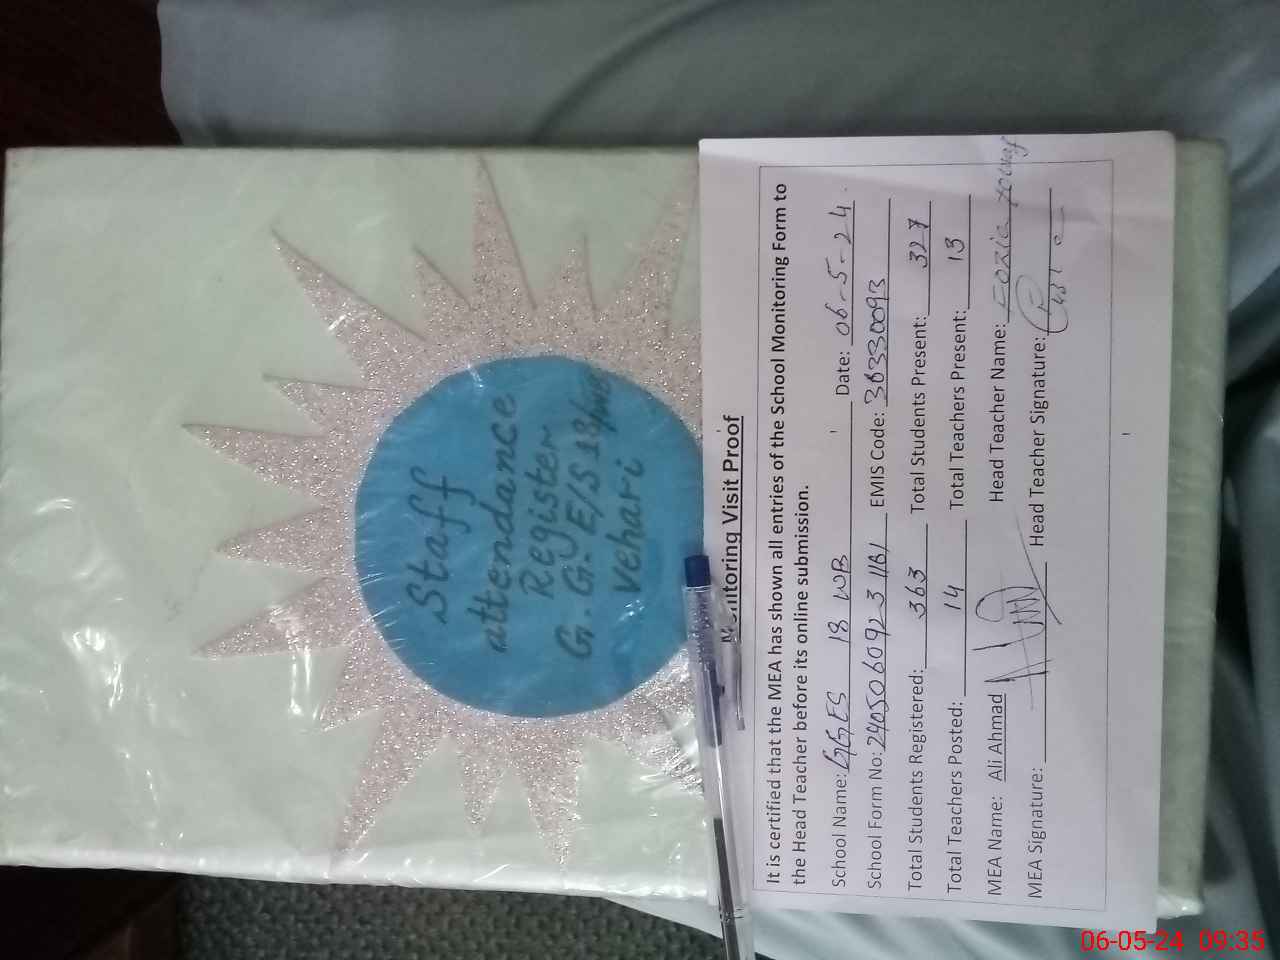 Staff
attendance
Register
G.G.E/S 18/WB
Vehari
Monitoring Visit Proof
It is certified that the MEA has shown all entries of the School Monitoring Form to
the Head Teacher before its online submission.
School Name: GGES 18 WB Date: 06-5-24.
School Form No: EMIS Code: 36330093
Total Students Registered: 363 Total Students Present: 327
Total Teachers Posted: 14 Total Teachers Present: 13
MEA Name: Ali Ahmad Head Teacher Name: Fozia
MEA Signature: Head Teacher Signature:
06-05-24 09:35